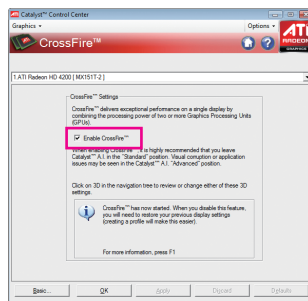 Catalyst™ Control Center
Graphics
Options
CrossFire™
ATI
RADEON
GRAPHICS
1.ATI Radeon HD 4200 [ MX151T-2 ]
CrossFire™ Settings
CrossFire™ delivers exceptional performance on a single display by
combining the processing power of two or more Graphics Processing Units
(GPUs).
Enable CrossFire™
When enabling CrossFire™, it is highly recommended that you leave
Catalyst™ A.I. in the "Standard" position. Visual corruption or application
issues may be seen in the Catalyst™ A.I. "Advanced" position.
Click on 3D in the navigation tree to review or change either of these 3D
settings.
CrossFire™ has now started. When you disable this feature,
you will need to restore your previous display settings
(creating a profile will make this easier).
For more information, press F1
Basic...
OK
Apply
Discard
Defaults